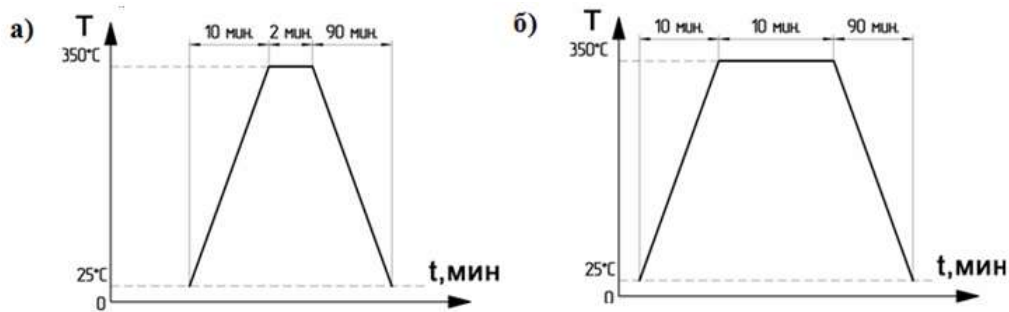 а)
T
10 мин. 2 мин. 90 мин.
350°C
25°C
0
t,мин
б)
T
10 мин. 10 мин. 90 мин.
350°C
25°C
0
t,мин